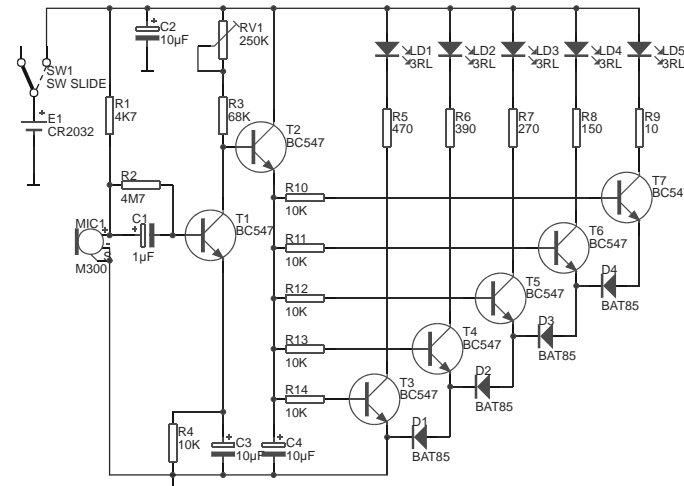 C2
10µF
RV1
250K
LD1
3RL
LD2
3RL
LD3
3RL
LD4
3RL
LD5
3RL
SW1
SW SLIDE
R1
4K7
E1
CR2032
R3
68K
T2
BC547
R5
470
R6
390
R7
270
R8
150
R9
10
R2
4M7
R10
10K
T7
BC547
MIC1
+
-
S
M300
C1
1µF
T1
BC547
R11
10K
T6
BC547
R12
10K
T5
BC547
D4
BAT85
R13
10K
T4
BC547
D3
BAT85
R14
10K
T3
BC547
D2
BAT85
R4
10K
C3
10µF
C4
10µF
D1
BAT85